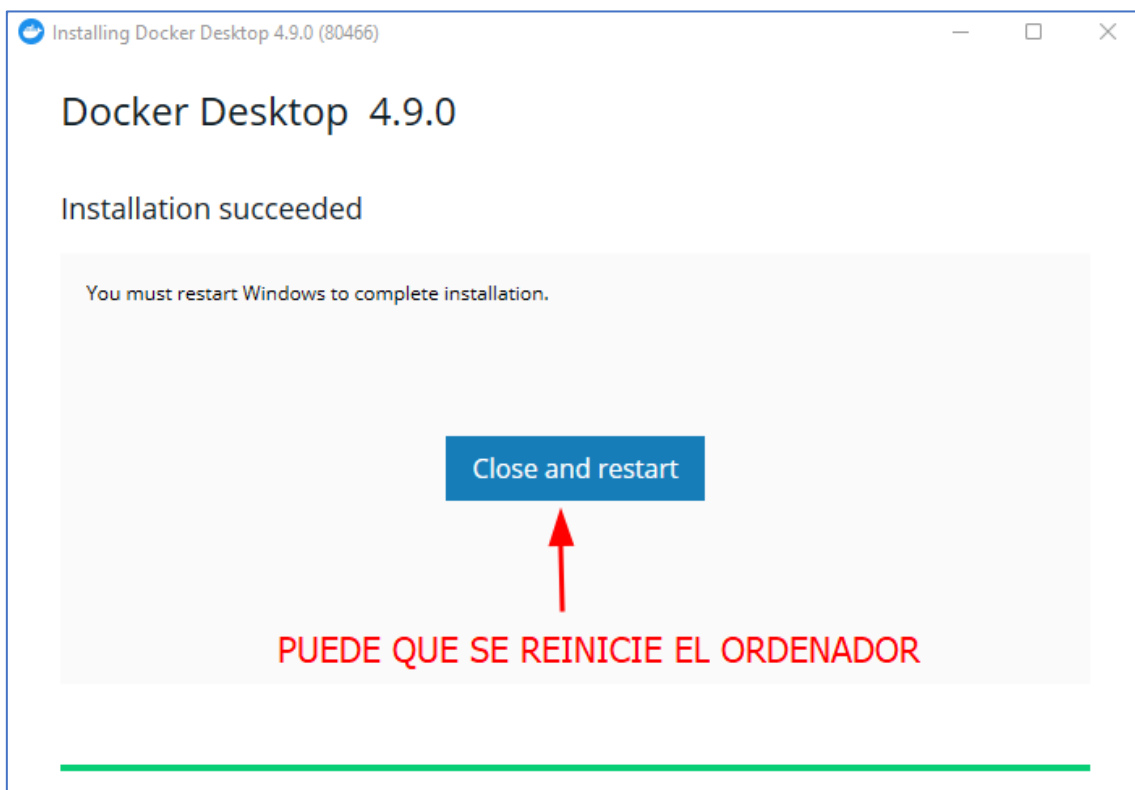 Installing Docker Desktop 4.9.0 (80466)
Docker Desktop 4.9.0
Installation succeeded
You must restart Windows to complete installation.
Close and restart
PUEDE QUE SE REINICIE EL ORDENADOR